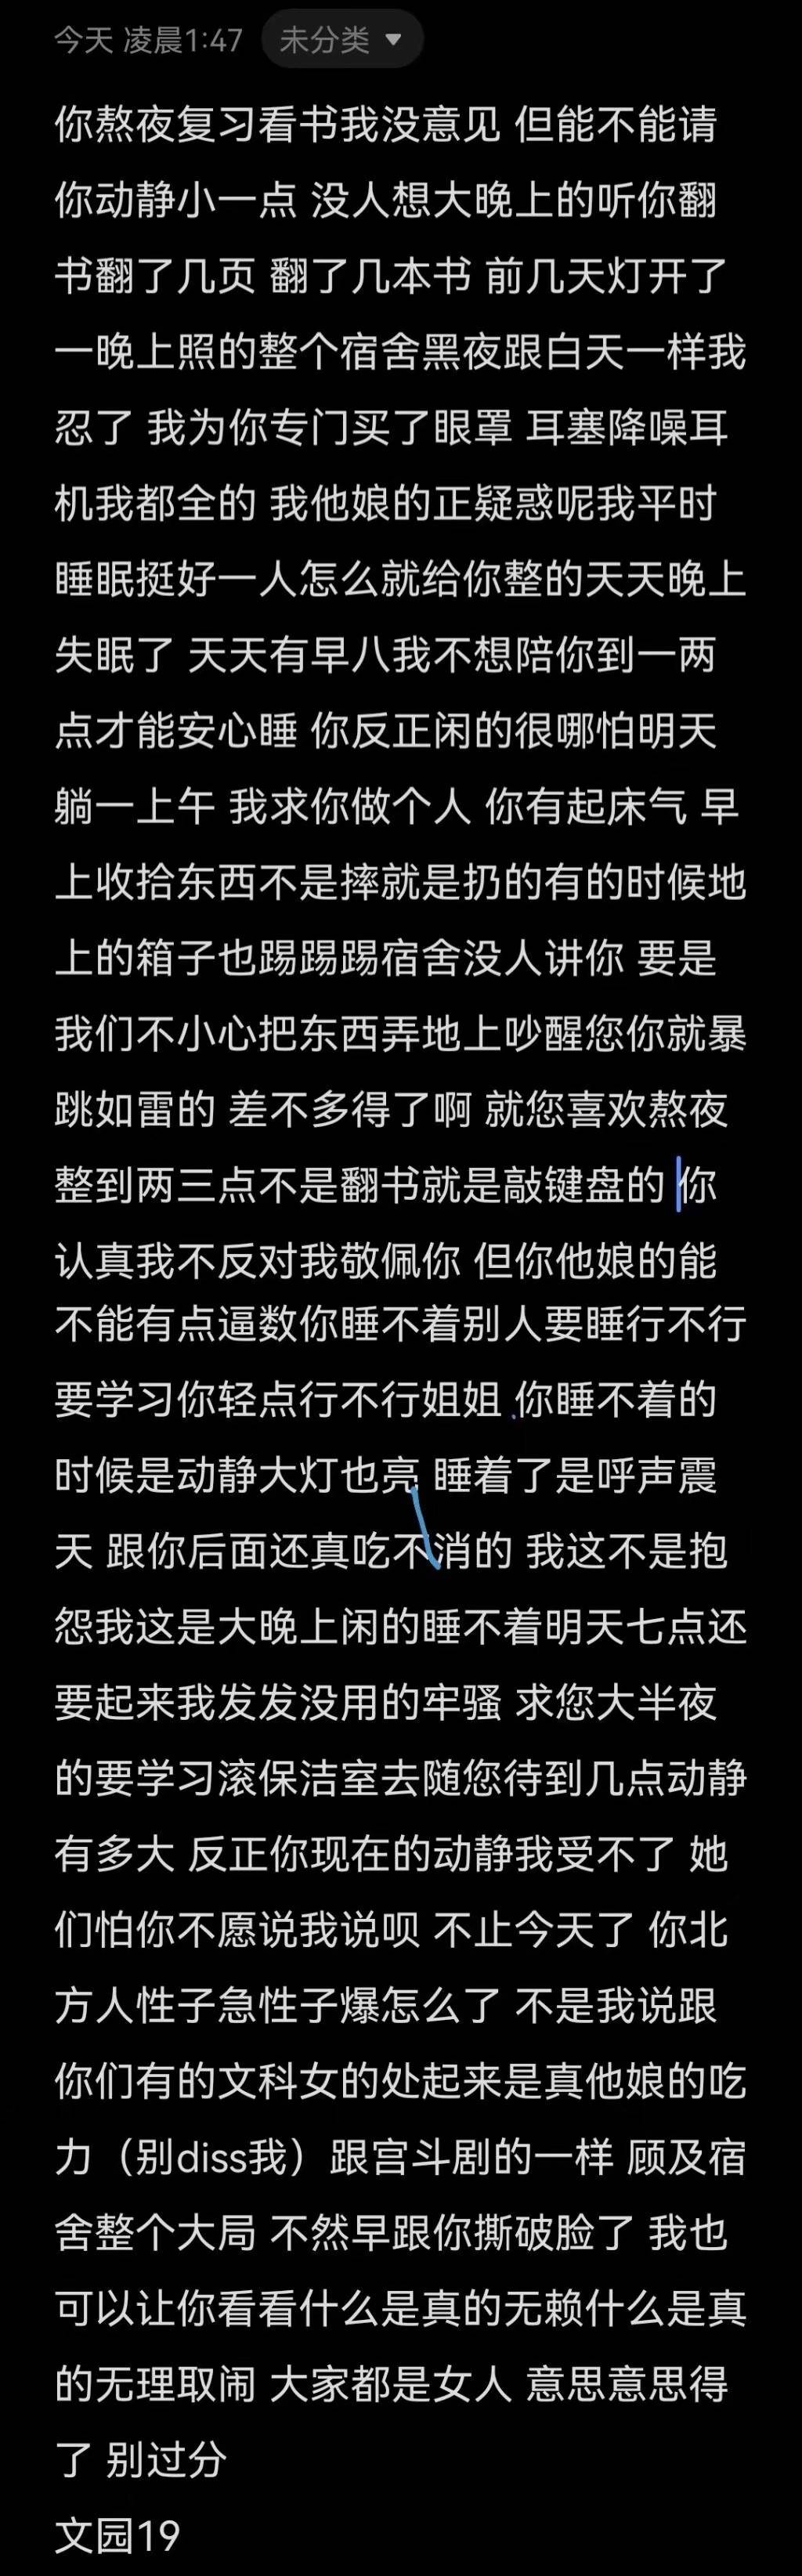 今天 凌晨1:47 未分类
你熬夜复习看书我没意见 但能不能请
你动静小一点 没人想大晚上的听你翻
书翻了几页 翻了几本书 前几天灯开了
一晚上照的整个宿舍黑夜跟白天一样我
忍了 我为你专门买了眼罩 耳塞降噪耳
机我都全的 我他娘的正疑惑呢我平时
睡眠挺好一人怎么就给你整的天天晚上
失眠了 天天有早八我不想陪你到一两
点才能安心睡 你反正闲的很哪怕明天
躺一上午 我求你做个人 你有起床气 早
上收拾东西不是摔就是扔的有的时候地
上的箱子也踢踢踢宿舍没人讲你 要是
我们不小心把东西弄地上吵醒您你就暴
跳如雷的 差不多得了啊 就您喜欢熬夜
整到两三点不是翻书就是敲键盘的 你
认真我不反对我敬佩你 但你他娘的能
不能有点逼数你睡不着别人要睡行不行
要学习你轻点行不行姐姐 你睡不着的
时候是动静大灯也亮 睡着了是呼声震
天 跟你后面还真吃不消的 我这不是抱
怨我这是大晚上闲的睡不着明天七点还
要起来我发发没用的牢骚 求您大半夜
的要学习滚保洁室去随您待到几点动静
有多大 反正你现在的动静我受不了 她
们怕你不愿说我说呗 不止今天了 你北
方人性子急性子爆怎么了 不是我说跟
你们有的文科女的处起来是真他娘的吃
力（别diss我）跟宫斗剧的一样 顾及宿
舍整个大局 不然早跟你撕破脸了 我也
可以让你看看什么是真的无赖什么是真
的无理取闹 大家都是女人 意思意思得
了 别过分
文园19